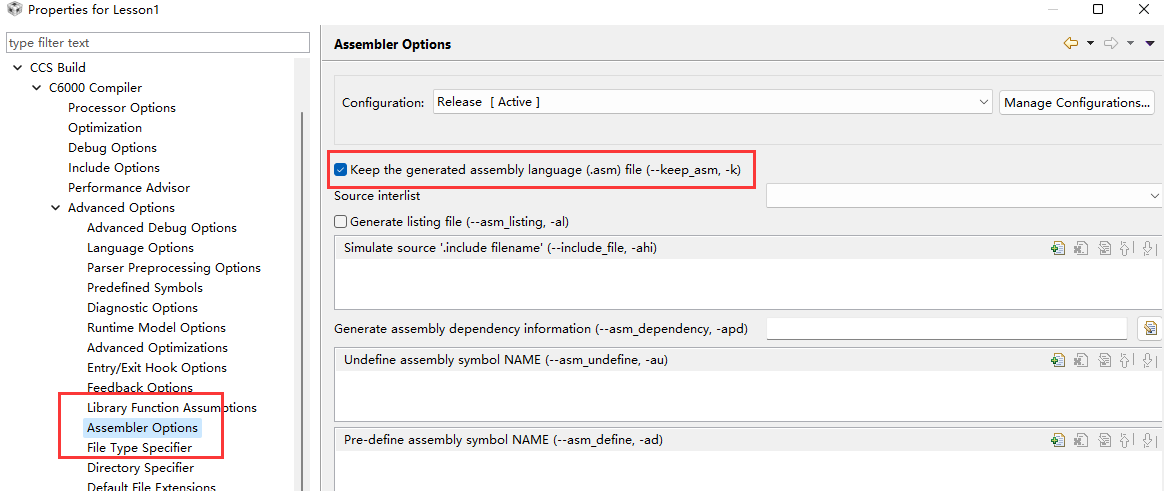 Properties for Lesson1
type filter text
CCS Build
C6000 Compiler
Processor Options
Optimization
Debug Options
Include Options
Performance Advisor
Advanced Options
Advanced Debug Options
Language Options
Parser Preprocessing Options
Predefined Symbols
Diagnostic Options
Runtime Model Options
Advanced Optimizations
Entry/Exit Hook Options
Feedback Options
Library Function Assumptions
Assembler Options
File Type Specifier
Directory Specifier
Default File Extensions
Assembler Options
Configuration: Release [ Active ] Manage Configurations...
Keep the generated assembly language (.asm) file (--keep_asm, -k)
Source interlist
Generate listing file (--asm_listing, -al)
Simulate source '.include filename' (--include_file, -ahi)
Generate assembly dependency information (--asm_dependency, -apd)
Undefine assembly symbol NAME (--asm_undefine, -au)
Pre-define assembly symbol NAME (--asm_define, -ad)